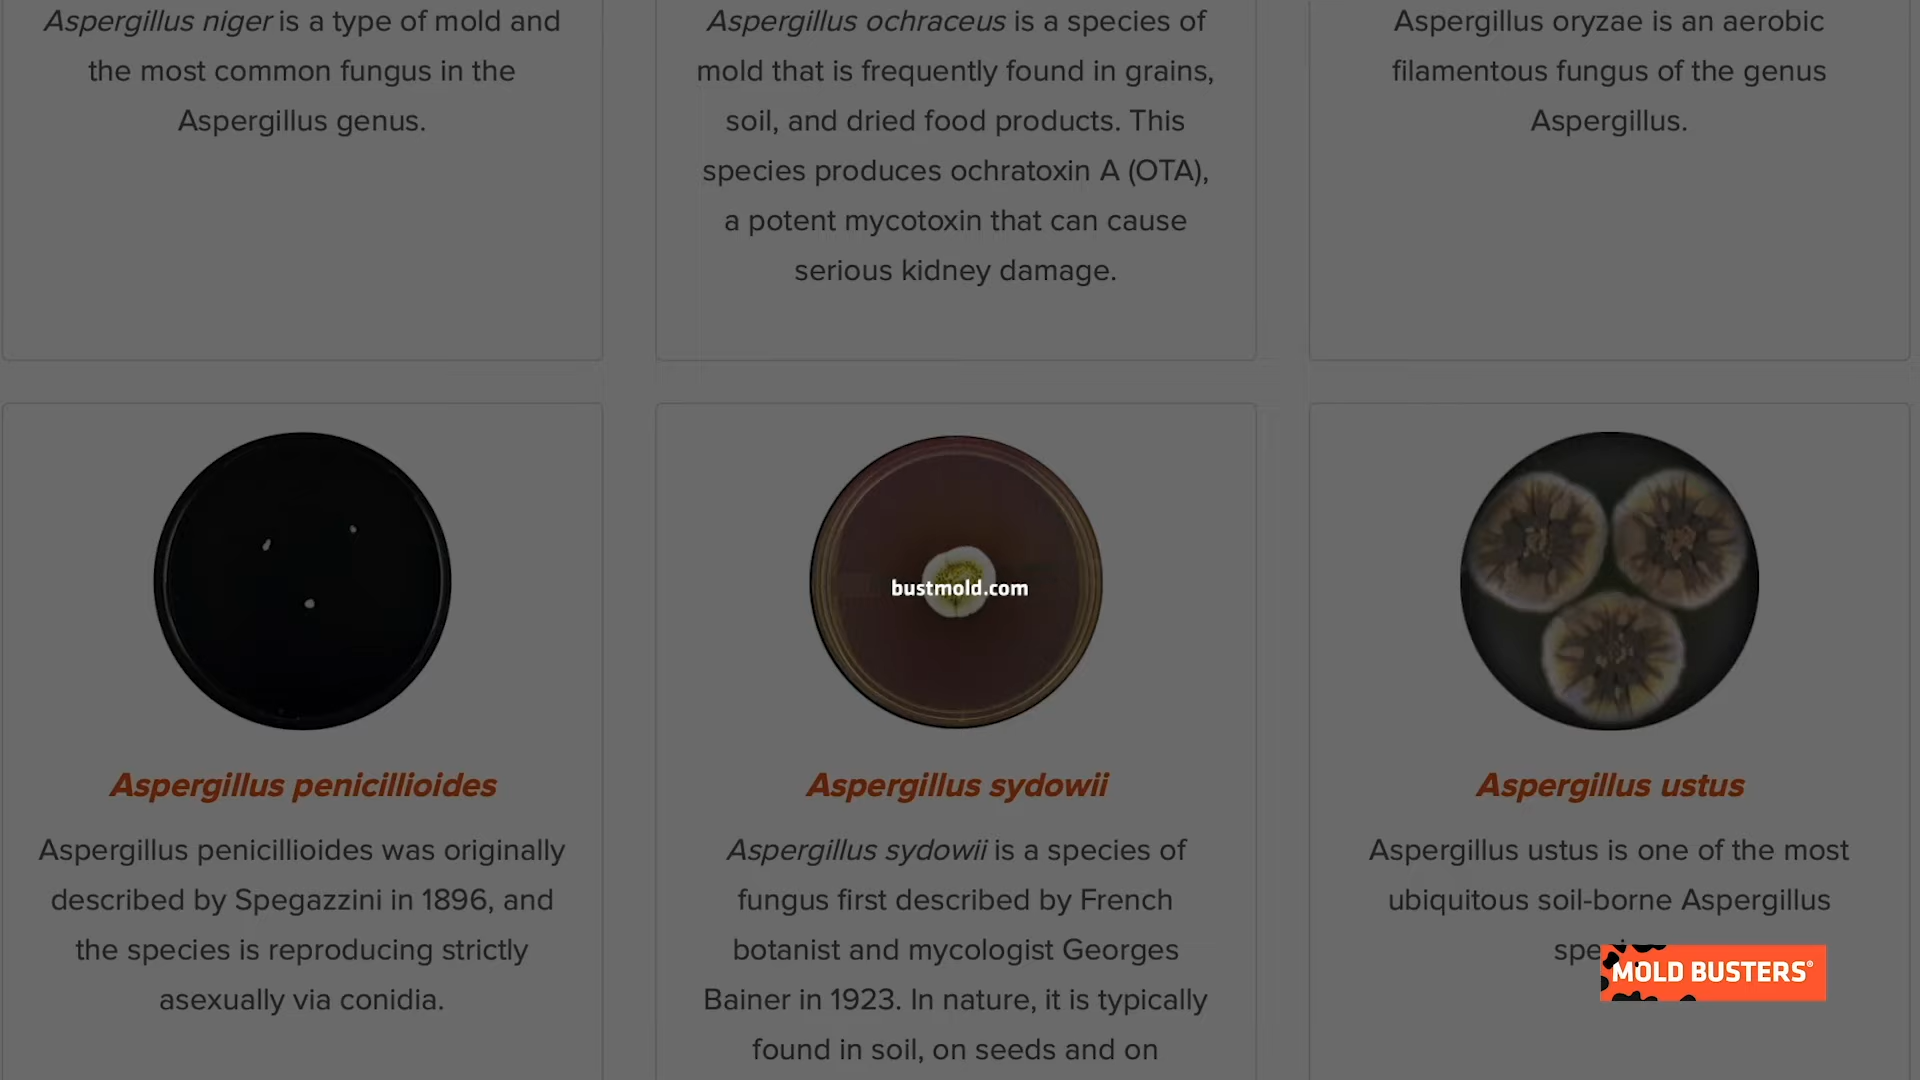 Aspergillus niger is a type of mold and
the most common fungus in the
Aspergillus genus.
Aspergillus ochraceus is a species of
mold that is frequently found in grains,
soil, and dried food products. This
species produces ochratoxin A (OTA),
a potent mycotoxin that can cause
serious kidney damage.
Aspergillus oryzae is an aerobic
filamentous fungus of the genus
Aspergillus.
bustmold.com
Aspergillus penicillioides
Aspergillus penicillioides was originally
described by Spegazzini in 1896, and
the species is reproducing strictly
asexually via conidia.
Aspergillus sydowii
Aspergillus sydowii is a species of
fungus first described by French
botanist and mycologist Georges
Bainer in 1923. In nature, it is typically
found in soil, on seeds and on
Aspergillus ustus
Aspergillus ustus is one of the most
ubiquitous soil-borne Aspergillus
MOLD BUSTERS®